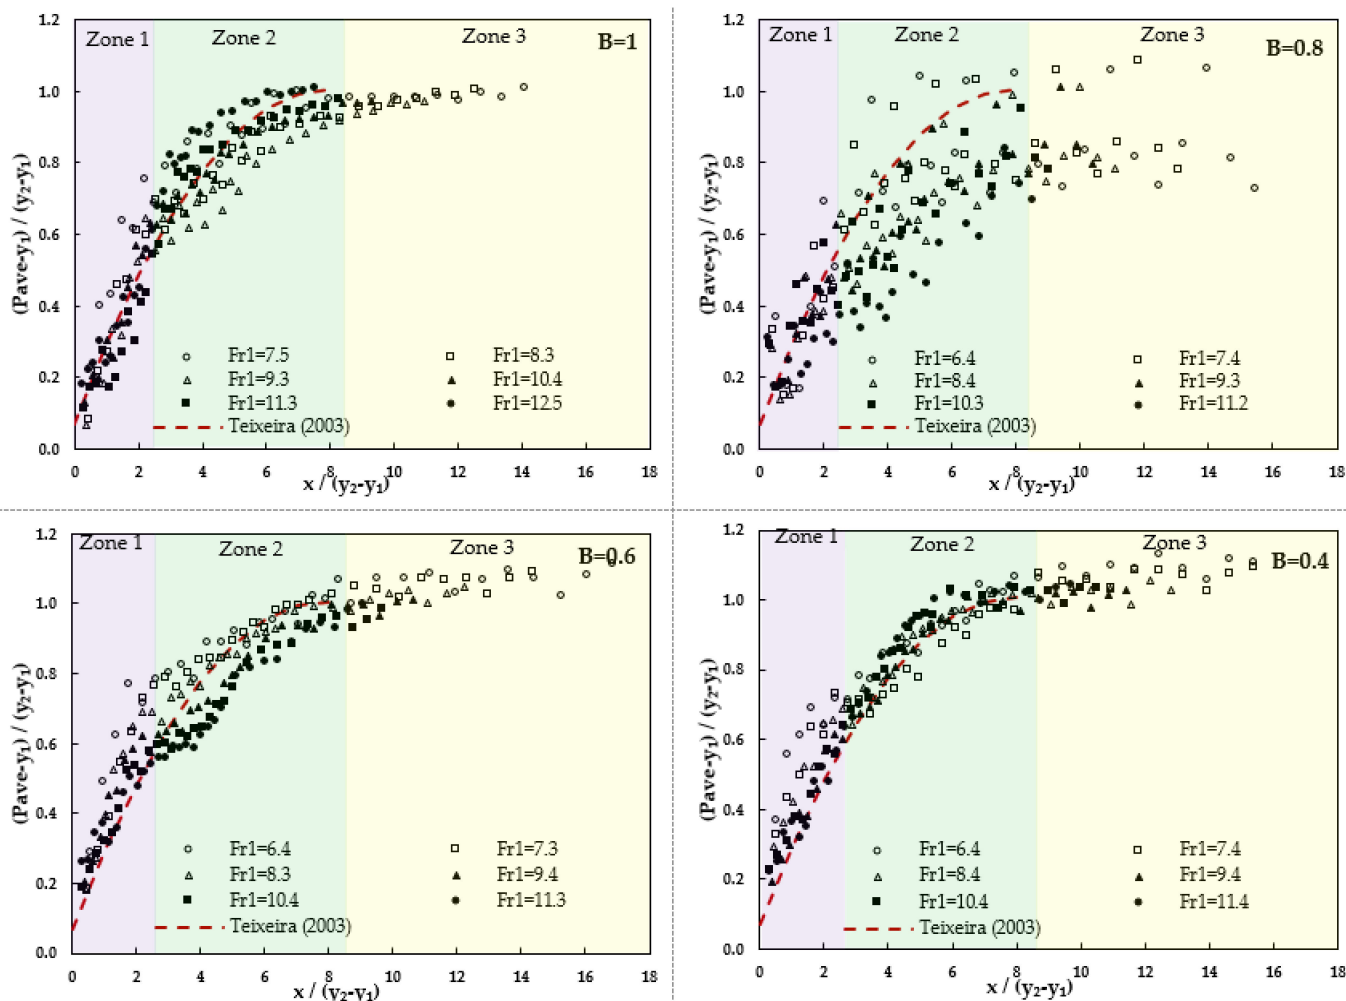 Zone 1 Zone 2 Zone 3
B=1
1.2
1.0
0.8
0.6
0.4
0.2
0.0
(Pave-y1) / (y2-y1)
Fr1=7.5 Fr1=8.3
Fr1=9.3 Fr1=10.4
Fr1=11.3 Fr1=12.5
Teixeira (2003)
0 2 4 6 8 10 12 14 16 18
x / (y2-y1)
Zone 1 Zone 2 Zone 3
B=0.8
1.2
1.0
0.8
0.6
0.4
0.2
0.0
(Pave-y1) / (y2-y1)
Fr1=6.4 Fr1=7.4
Fr1=8.4 Fr1=9.3
Fr1=10.3 Fr1=11.2
Teixeira (2003)
0 2 4 6 8 10 12 14 16 18
x / (y2-y1)
Zone 1 Zone 2 Zone 3
B=0.6
1.2
1.0
0.8
0.6
0.4
0.2
0.0
(Pave-y1) / (y2-y1)
Fr1=6.4 Fr1=7.3
Fr1=8.3 Fr1=9.4
Fr1=10.4 Fr1=11.3
Teixeira (2003)
0 2 4 6 8 10 12 14 16 18
x / (y2-y1)
Zone 1 Zone 2 Zone 3
B=0.4
1.2
1.0
0.8
0.6
0.4
0.2
0.0
(Pave-y1) / (y2-y1)
Fr1=6.4 Fr1=7.4
Fr1=8.4 Fr1=9.4
Fr1=10.4 Fr1=11.4
Teixeira (2003)
0 2 4 6 8 10 12 14 16 18
x / (y2-y1)